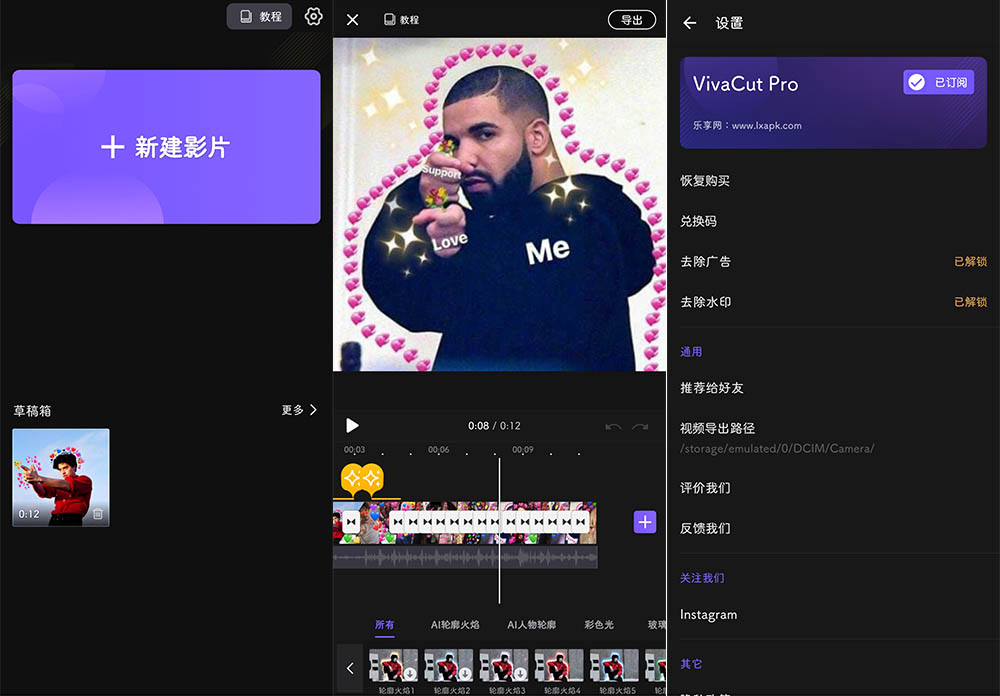 教程
新建影片
草稿箱
更多
0:12
教程
导出
Support
Love
Me
0:08 / 0:12
00:03
00:06
00:09
所有
AI轮廓火焰
AI人物轮廓
彩色光
玻璃
轮廓火焰1
轮廓火焰2
轮廓火焰3
轮廓火焰4
轮廓火焰5
设置
VivaCut Pro
已订阅
乐享网：www.lxapk.com
恢复购买
兑换码
去除广告
已解锁
去除水印
已解锁
通用
推荐给好友
视频导出路径
/storage/emulated/0/DCIM/Camera/
评价我们
反馈我们
关注我们
Instagram
其它